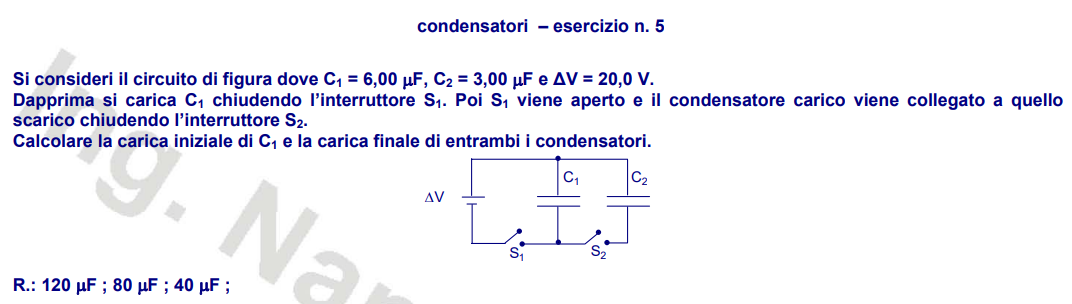 condensatori – esercizio n. 5
Si consideri il circuito di figura dove C₁ = 6,00 μF, C₂ = 3,00 μF e ΔV = 20,0 V.
Dapprima si carica C₁ chiudendo l’interruttore S₁. Poi S₁ viene aperto e il condensatore carico viene collegato a quello
scarico chiudendo l’interruttore S₂.
Calcolare la carica iniziale di C₁ e la carica finale di entrambi i condensatori.
C₁ C₂
ΔV
S₁ S₂
R.: 120 μF ; 80 μF ; 40 μF ;
Ing. Nan